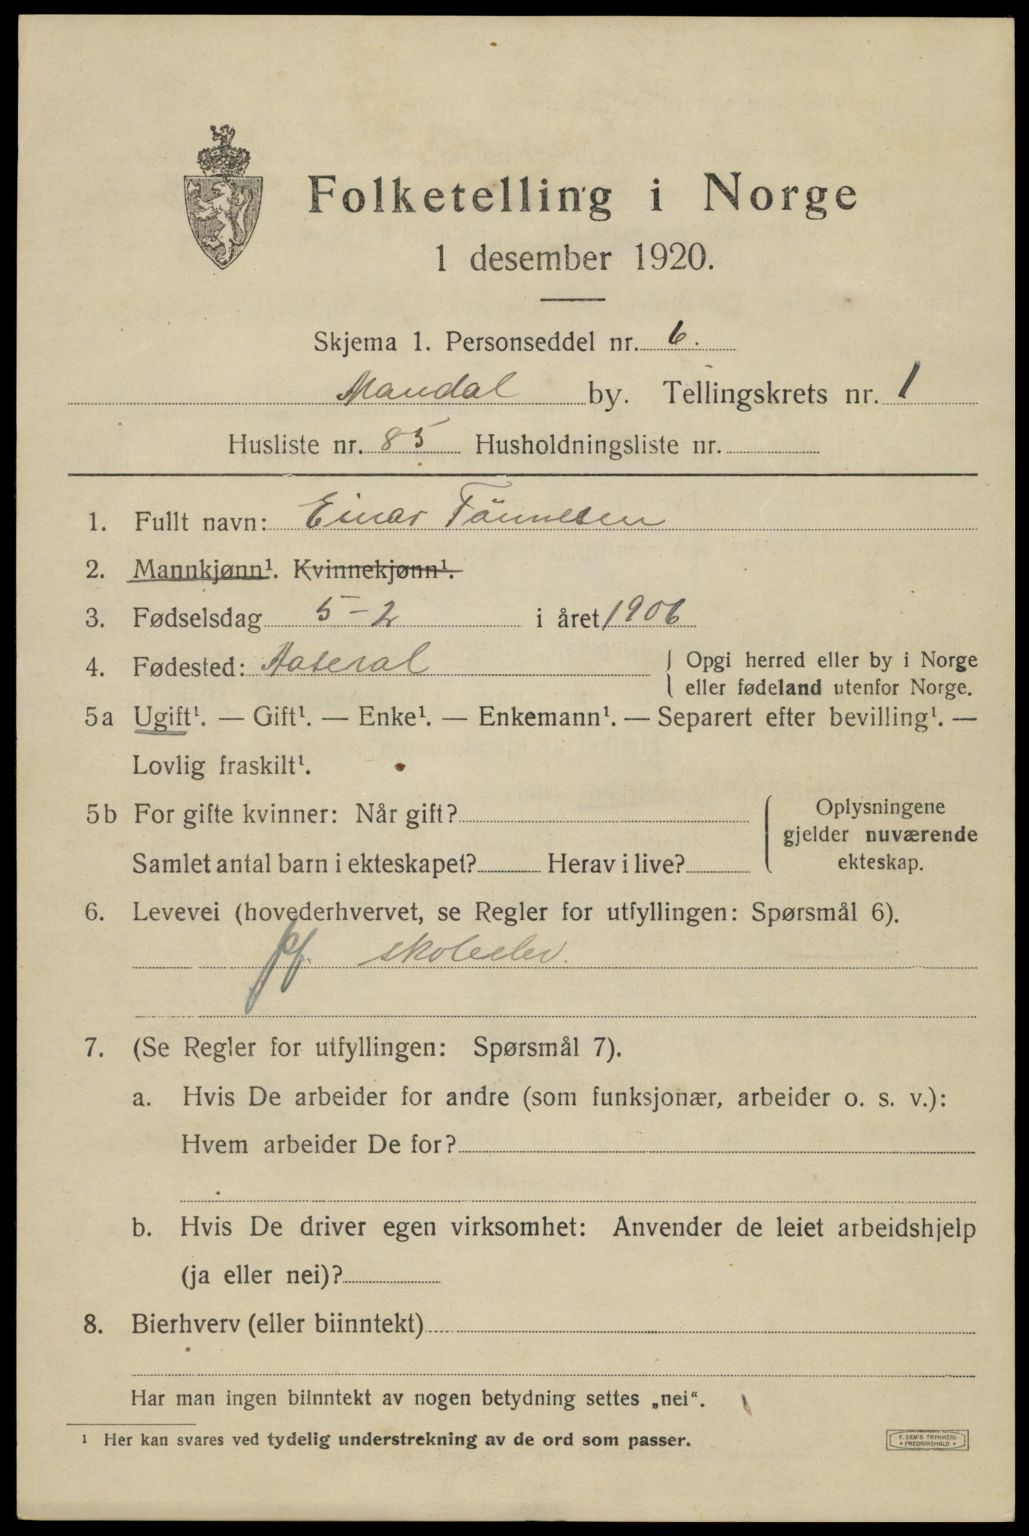 Folketelling i Norge
1 desember 1920.
Skjema 1. Personseddel nr. 6.
Mandal by. Tellingskrets nr. 1
Husliste nr. 85 Husholdningsliste nr.
1. Fullt navn: Einar Tönnesen
2. Mannkjønn¹. Kvinnekjønn¹.
3. Fødselsdag 5-2 i året 1906
4. Fødested: Aaseral
Opgi herred eller by i Norge
eller fødeland utenfor Norge.
5a Ugift¹. — Gift¹. — Enke¹. — Enkemann¹. — Separert efter bevilling¹. —
Lovlig fraskilt¹.
5b For gifte kvinner: Når gift?
Samlet antal barn i ekteskapet? Herav i live?
Oplysningene
gjelder nuværende
ekteskap.
6. Levevei (hovederhvervet, se Regler for utfyllingen: Spørsmål 6).
pf. skoleelev.
7. (Se Regler for utfyllingen: Spørsmål 7).
a. Hvis De arbeider for andre (som funksjonær, arbeider o. s. v.):
Hvem arbeider De for?
b. Hvis De driver egen virksomhet: Anvender de leiet arbeidshjelp
(ja eller nei)?
8. Bierhverv (eller biinntekt)
Har man ingen biinntekt av nogen betydning settes „nei“.
¹ Her kan svares ved tydelig understrekning av de ord som passer.
E. SEM'S TRYKKERI
• FREDRIKSHALD •